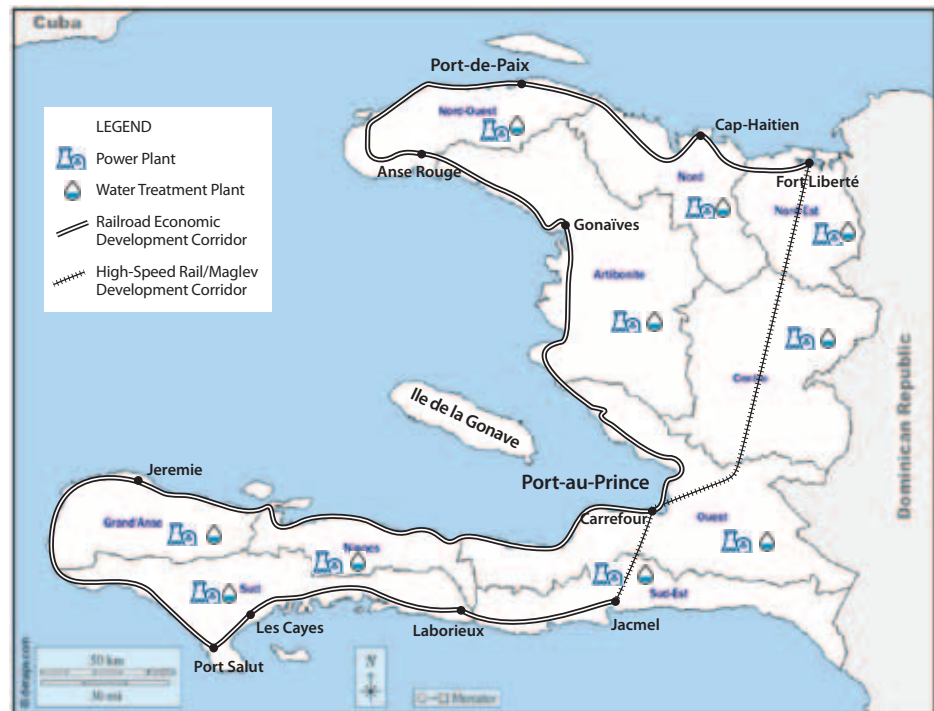 Cuba
Port-de-Paix
Nord-Ouest
LEGEND
Power Plant
Water Treatment Plant
Railroad Economic
Development Corridor
High-Speed Rail/Maglev
Development Corridor
Cap-Haitien
Anse Rouge
Nord
Fort Liberté
Nord-Est
Gonaïves
Artibonite
Centre
Dominican Republic
Ile de la Gonave
Jeremie
Port-au-Prince
Carrefour
Ouest
Grand'Anse
Nippes
Sud
Sud-Est
Les Cayes
Laborieux
Jacmel
Port Salut
50 km
30 mi
N
Mercator